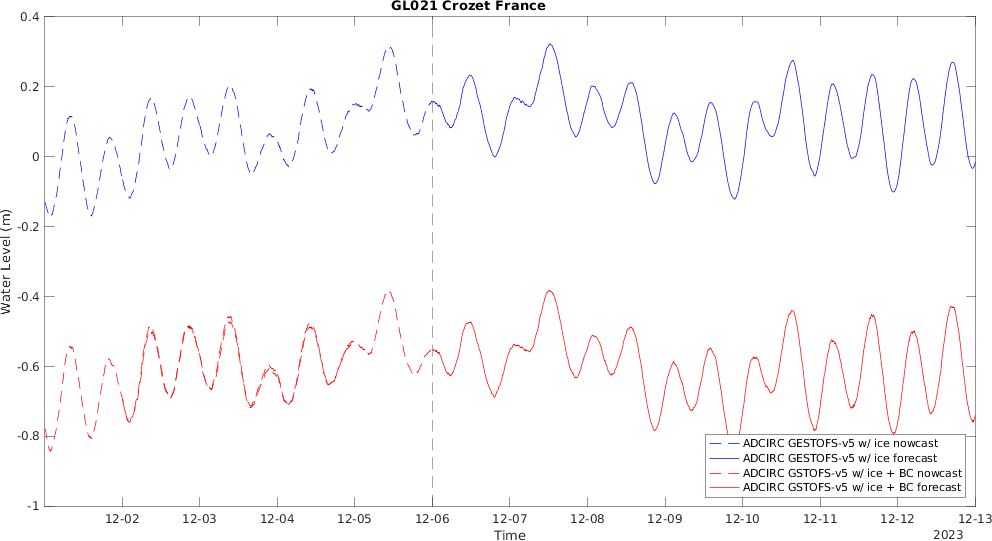 GL021 Crozet France
0.4
0.2
0
-0.2
-0.4
-0.6
-0.8
-1
Water Level (m)
ADCIRC GESTOFS-v5 w/ ice nowcast
ADCIRC GESTOFS-v5 w/ ice forecast
ADCIRC GSTOFS-v5 w/ ice + BC nowcast
ADCIRC GSTOFS-v5 w/ ice + BC forecast
12-02 12-03 12-04 12-05 12-06 12-07 12-08 12-09 12-10 12-11 12-12 12-13
Time
2023